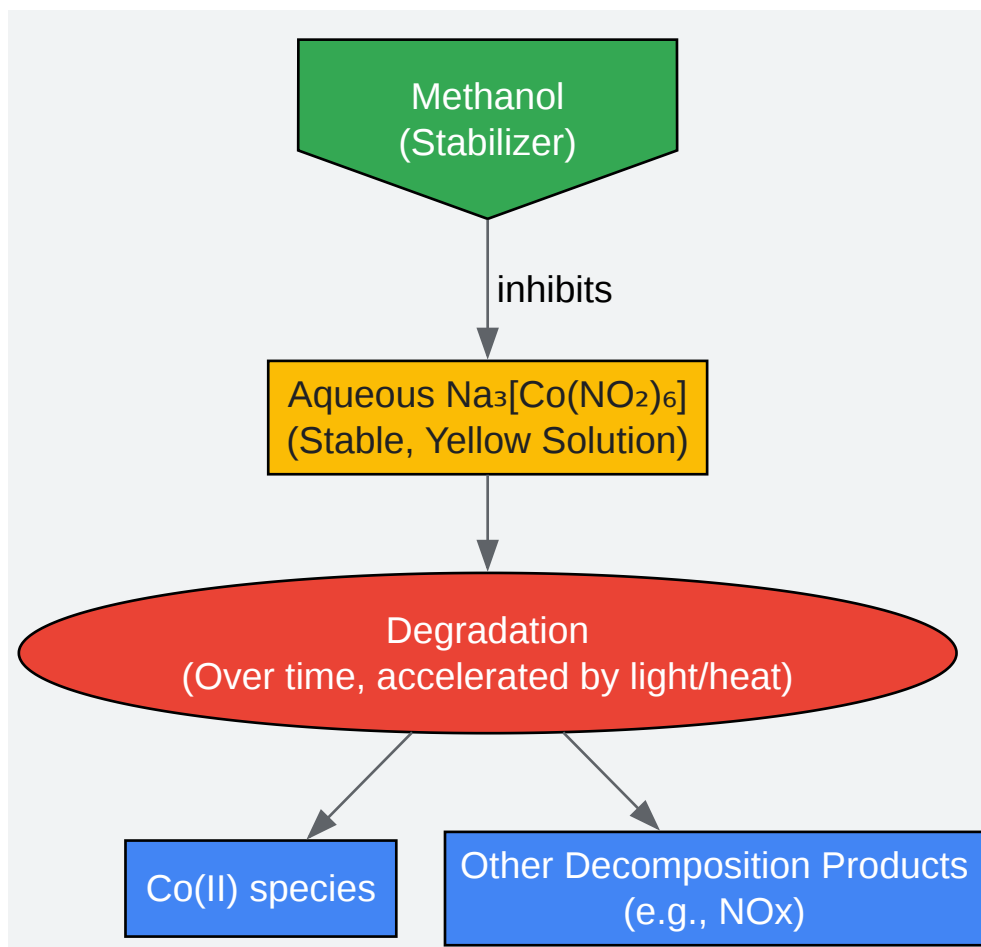 Methanol
(Stabilizer)
inhibits
Aqueous Na₃[Co(NO₂)₆]
(Stable, Yellow Solution)
Degradation
(Over time, accelerated by light/heat)
Co(II) species
Other Decomposition Products
(e.g., NOx)